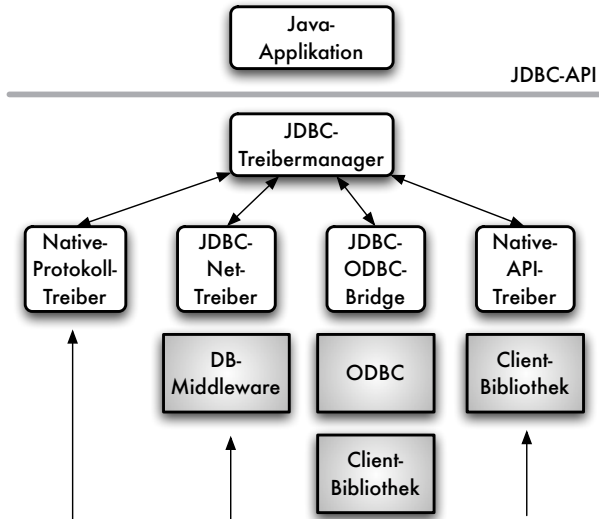 Java-
Applikation
JDBC-API
JDBC-
Treibermanager
Native-
Protokoll-
Treiber
JDBC-
Net-
Treiber
JDBC-
ODBC-
Bridge
Native-
API-
Treiber
DB-
Middleware
ODBC
Client-
Bibliothek
Client-
Bibliothek